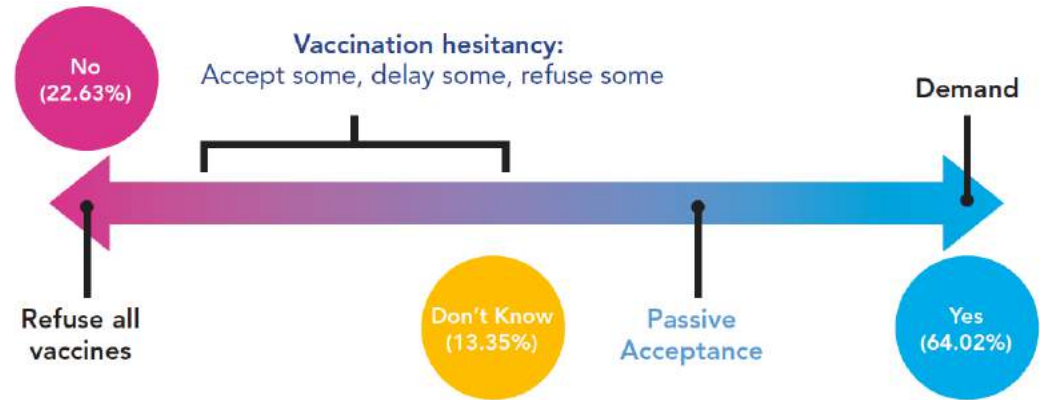 No
(22.63%)
Vaccination hesitancy:
Accept some, delay some, refuse some
Demand
Refuse all
vaccines
Don't Know
(13.35%)
Passive
Acceptance
Yes
(64.02%)